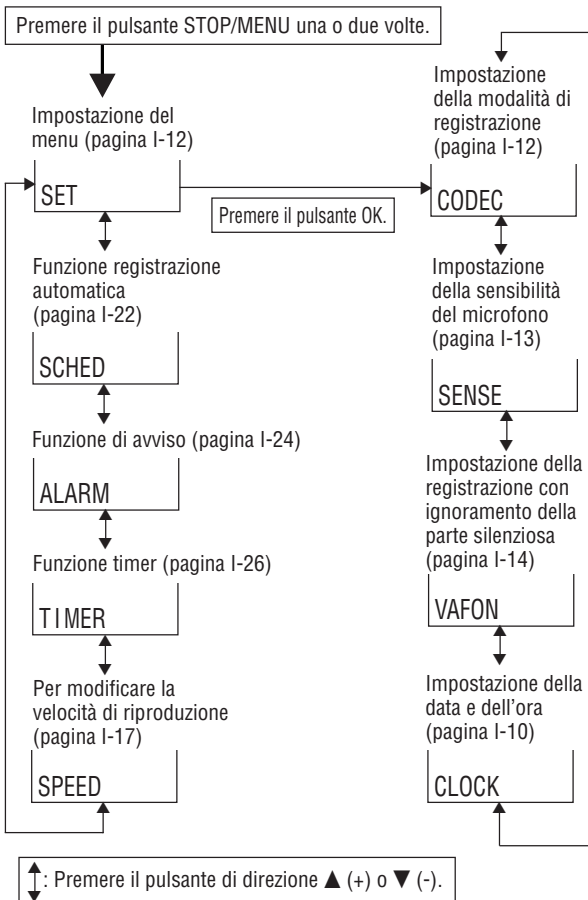 Premere il pulsante STOP/MENU una o due volte.
Impostazione del
menu (pagina I-12)
SET
Premere il pulsante OK.
Funzione registrazione
automatica
(pagina I-22)
SCHED
Funzione di avviso (pagina I-24)
ALARM
Funzione timer (pagina I-26)
TIMER
Per modificare la
velocità di riproduzione
(pagina I-17)
SPEED
Impostazione
della modalità di
registrazione
(pagina I-12)
CODEC
Impostazione
della sensibilità
del microfono
(pagina I-13)
SENSE
Impostazione della
registrazione con
ignoramento della
parte silenziosa
(pagina I-14)
VAFON
Impostazione della
data e dell'ora
(pagina I-10)
CLOCK
: Premere il pulsante di direzione ▲ (+) o ▼ (-).